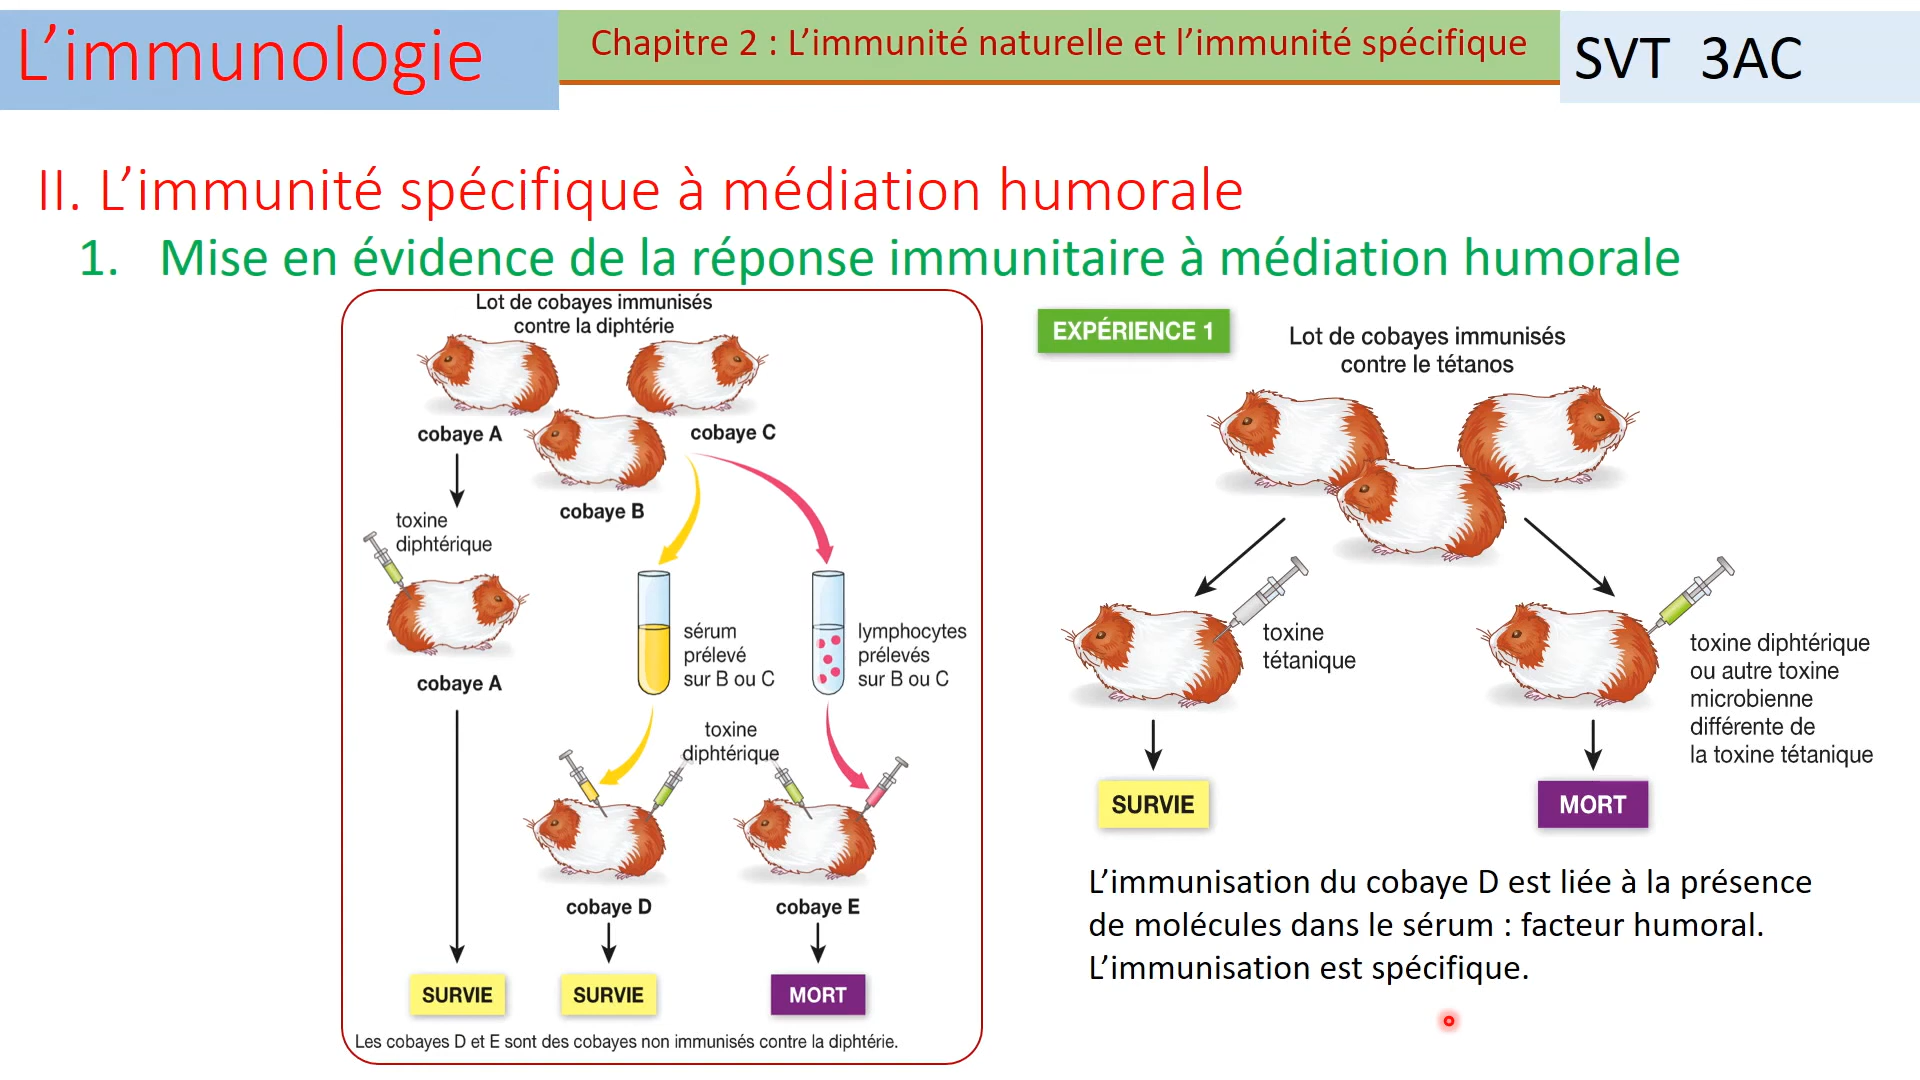 L’immunologie
Chapitre 2 : L’immunité naturelle et l’immunité spécifique
SVT 3AC
II. L’immunité spécifique à médiation humorale
1. Mise en évidence de la réponse immunitaire à médiation humorale
Lot de cobayes immunisés
contre la diphtérie
cobaye A
cobaye C
cobaye B
toxine
diphtérique
cobaye A
sérum
prélevé
sur B ou C
lymphocytes
prélevés
sur B ou C
toxine
diphtérique
cobaye D
cobaye E
SURVIE
SURVIE
MORT
Les cobayes D et E sont des cobayes non immunisés contre la diphtérie.
EXPÉRIENCE 1
Lot de cobayes immunisés
contre le tétanos
toxine
tétanique
toxine diphtérique
ou autre toxine
microbienne
différente de
la toxine tétanique
SURVIE
MORT
L’immunisation du cobaye D est liée à la présence
de molécules dans le sérum : facteur humoral.
L’immunisation est spécifique.